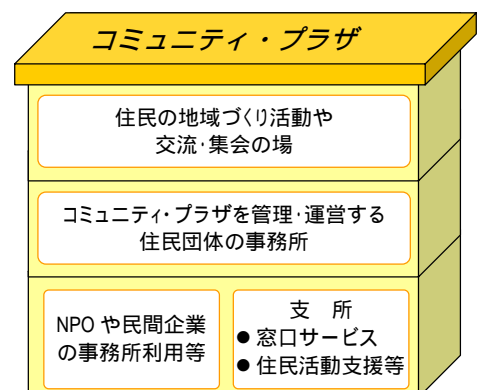 コミュニティ・プラザ
住民の地域づくり活動や
交流・集会の場
コミュニティ・プラザを管理・運営する
住民団体の事務所
NPO や民間企業
の事務所利用等
支　所
● 窓口サービス
● 住民活動支援等